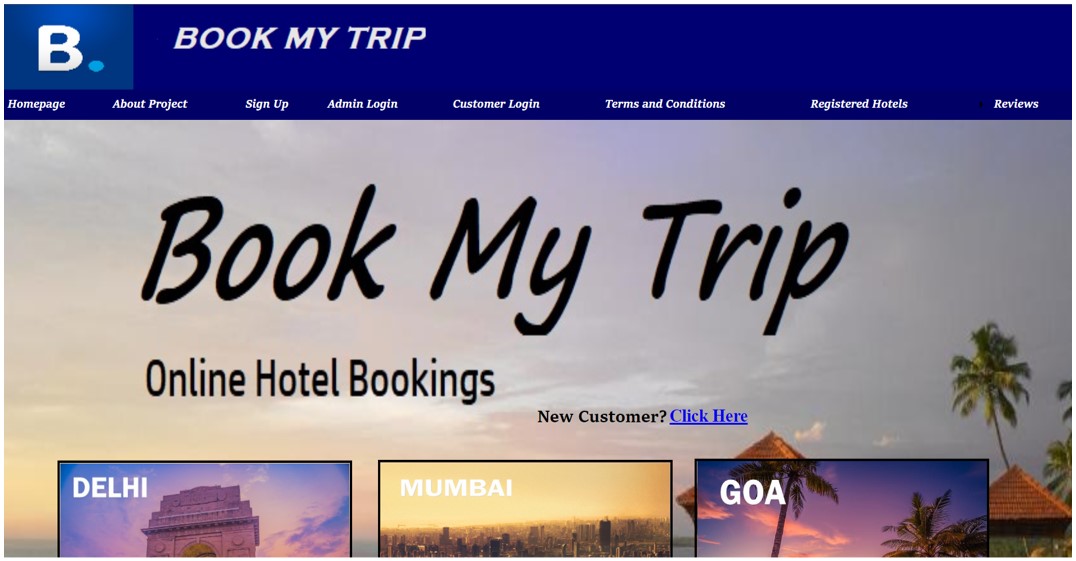 B.
BOOK MY TRIP
Homepage About Project Sign Up Admin Login Customer Login Terms and Conditions Registered Hotels Reviews
Book My Trip
Online Hotel Bookings
New Customer? Click Here
DELHI MUMBAI GOA